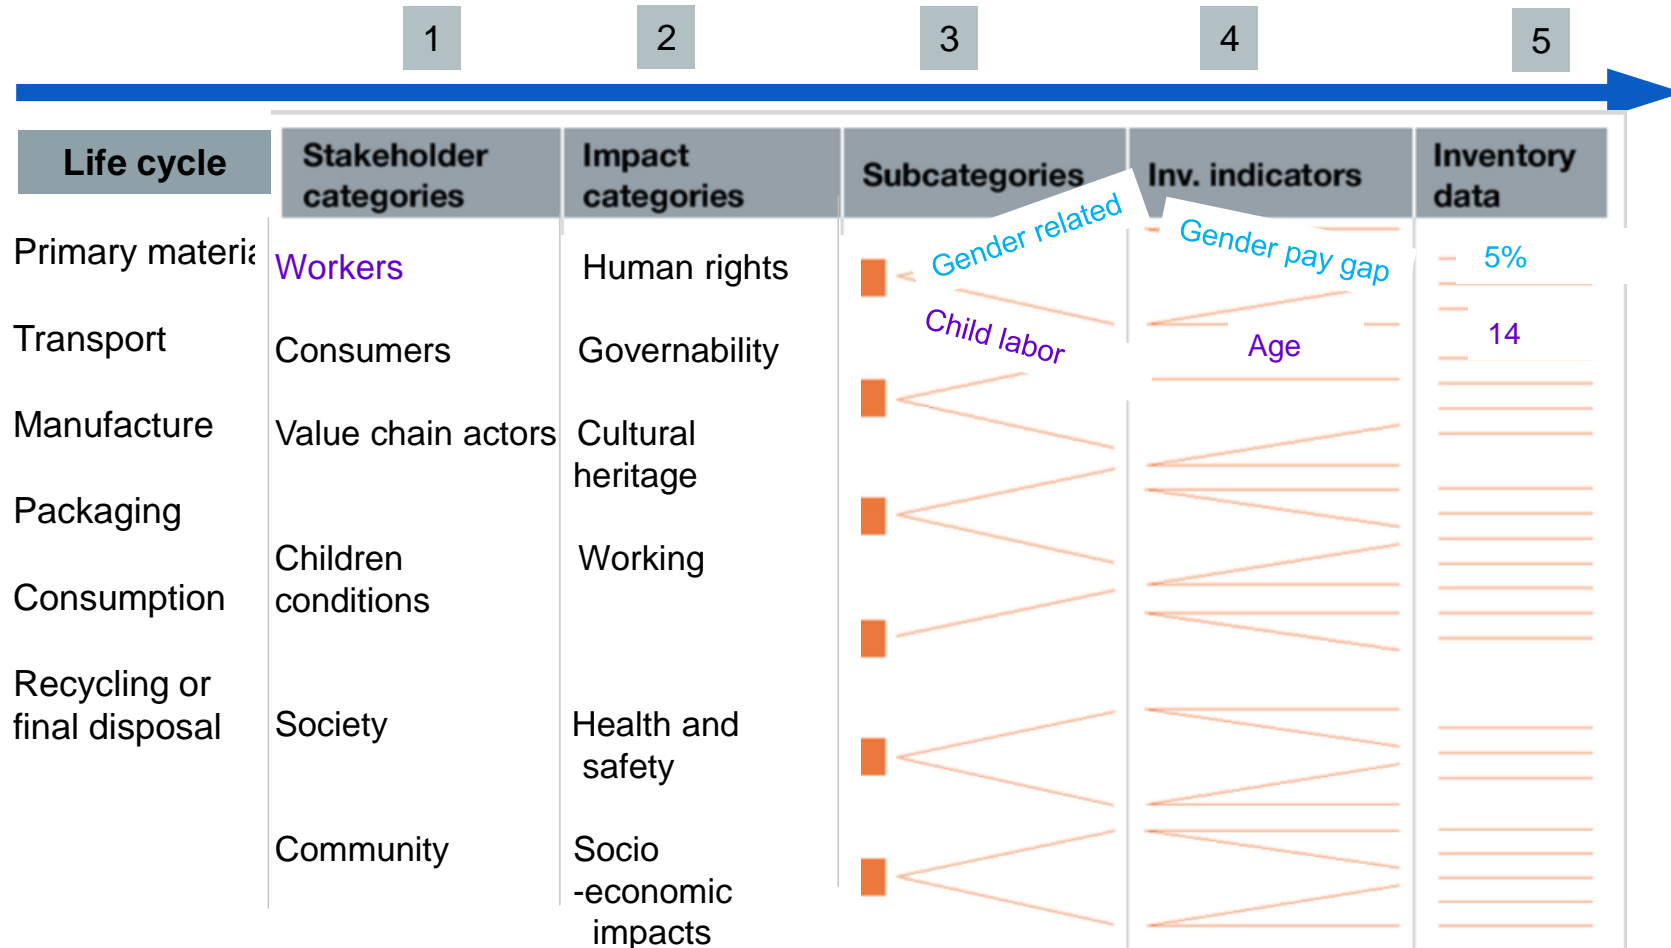 1
2
3
4
5
Life cycle
Stakeholder
categories
Impact
categories
Subcategories
Inv. indicators
Inventory
data
Primary materia
Transport
Manufacture
Packaging
Consumption
Recycling or
final disposal
Workers
Consumers
Value chain actors
Children
conditions
Society
Community
Human rights
Governability
Cultural
heritage
Working
Health and
safety
Socio
-economic
impacts
Gender related
Child labor
Gender pay gap
Age
5%
14